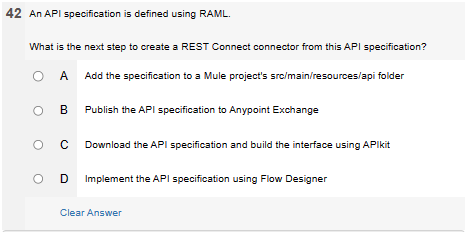 42 An API specification is defined using RAML.
What is the next step to create a REST Connect connector from this API specification?
A Add the specification to a Mule project's src/main/resources/api folder
B Publish the API specification to Anypoint Exchange
C Download the API specification and build the interface using APIkit
D Implement the API specification using Flow Designer
Clear Answer